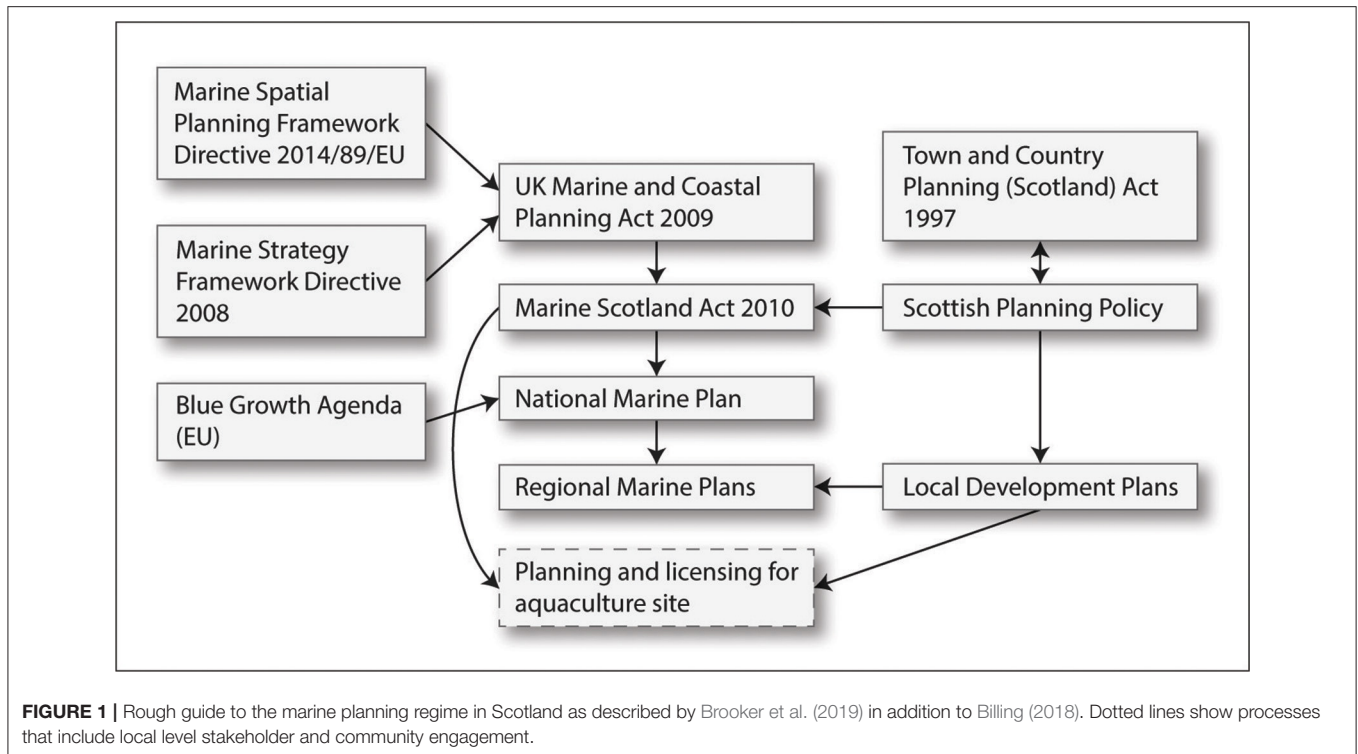 Marine Spatial
Planning Framework
Directive 2014/89/EU
Marine Strategy
Framework Directive
2008
Blue Growth Agenda
(EU)
UK Marine and Coastal
Planning Act 2009
Marine Scotland Act 2010
National Marine Plan
Regional Marine Plans
Planning and licensing for
aquaculture site
Town and Country
Planning (Scotland) Act
1997
Scottish Planning Policy
Local Development Plans
FIGURE 1 | Rough guide to the marine planning regime in Scotland as described by Brooker et al. (2019) in addition to Billing (2018). Dotted lines show processes
that include local level stakeholder and community engagement.